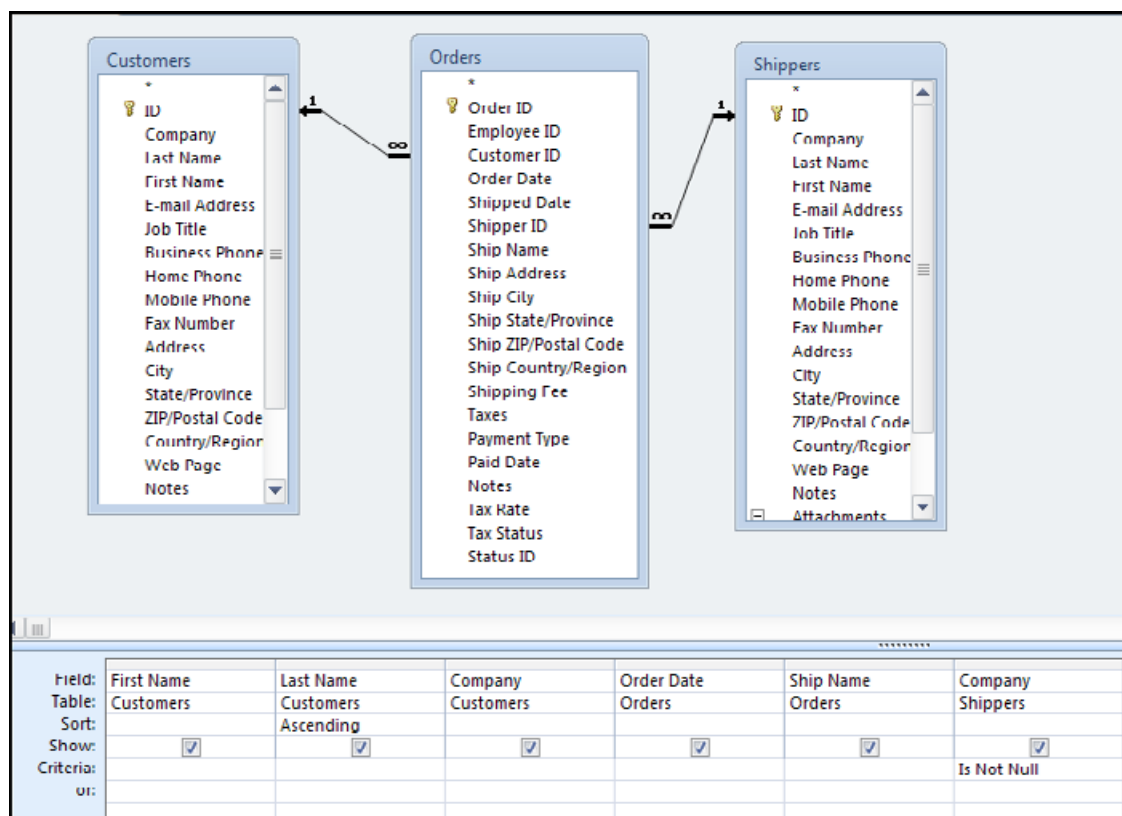 Customers
*
ID
Company
Last Name
First Name
E-mail Address
Job Title
Business Phone
Home Phone
Mobile Phone
Fax Number
Address
City
State/Province
ZIP/Postal Code
Country/Region
Web Page
Notes
1
∞
Orders
*
Order ID
Employee ID
Customer ID
Order Date
Shipped Date
Shipper ID
Ship Name
Ship Address
Ship City
Ship State/Province
Ship ZIP/Postal Code
Ship Country/Region
Shipping Fee
Taxes
Payment Type
Paid Date
Notes
Tax Rate
Tax Status
Status ID
1
∞
Shippers
*
ID
Company
Last Name
First Name
E-mail Address
Job Title
Business Phone
Home Phone
Mobile Phone
Fax Number
Address
City
State/Province
ZIP/Postal Code
Country/Region
Web Page
Notes
Attachments
Field: First Name Last Name Company Order Date Ship Name Company
Table: Customers Customers Customers Orders Orders Shippers
Sort: Ascending
Show:
Criteria: Is Not Null
or: